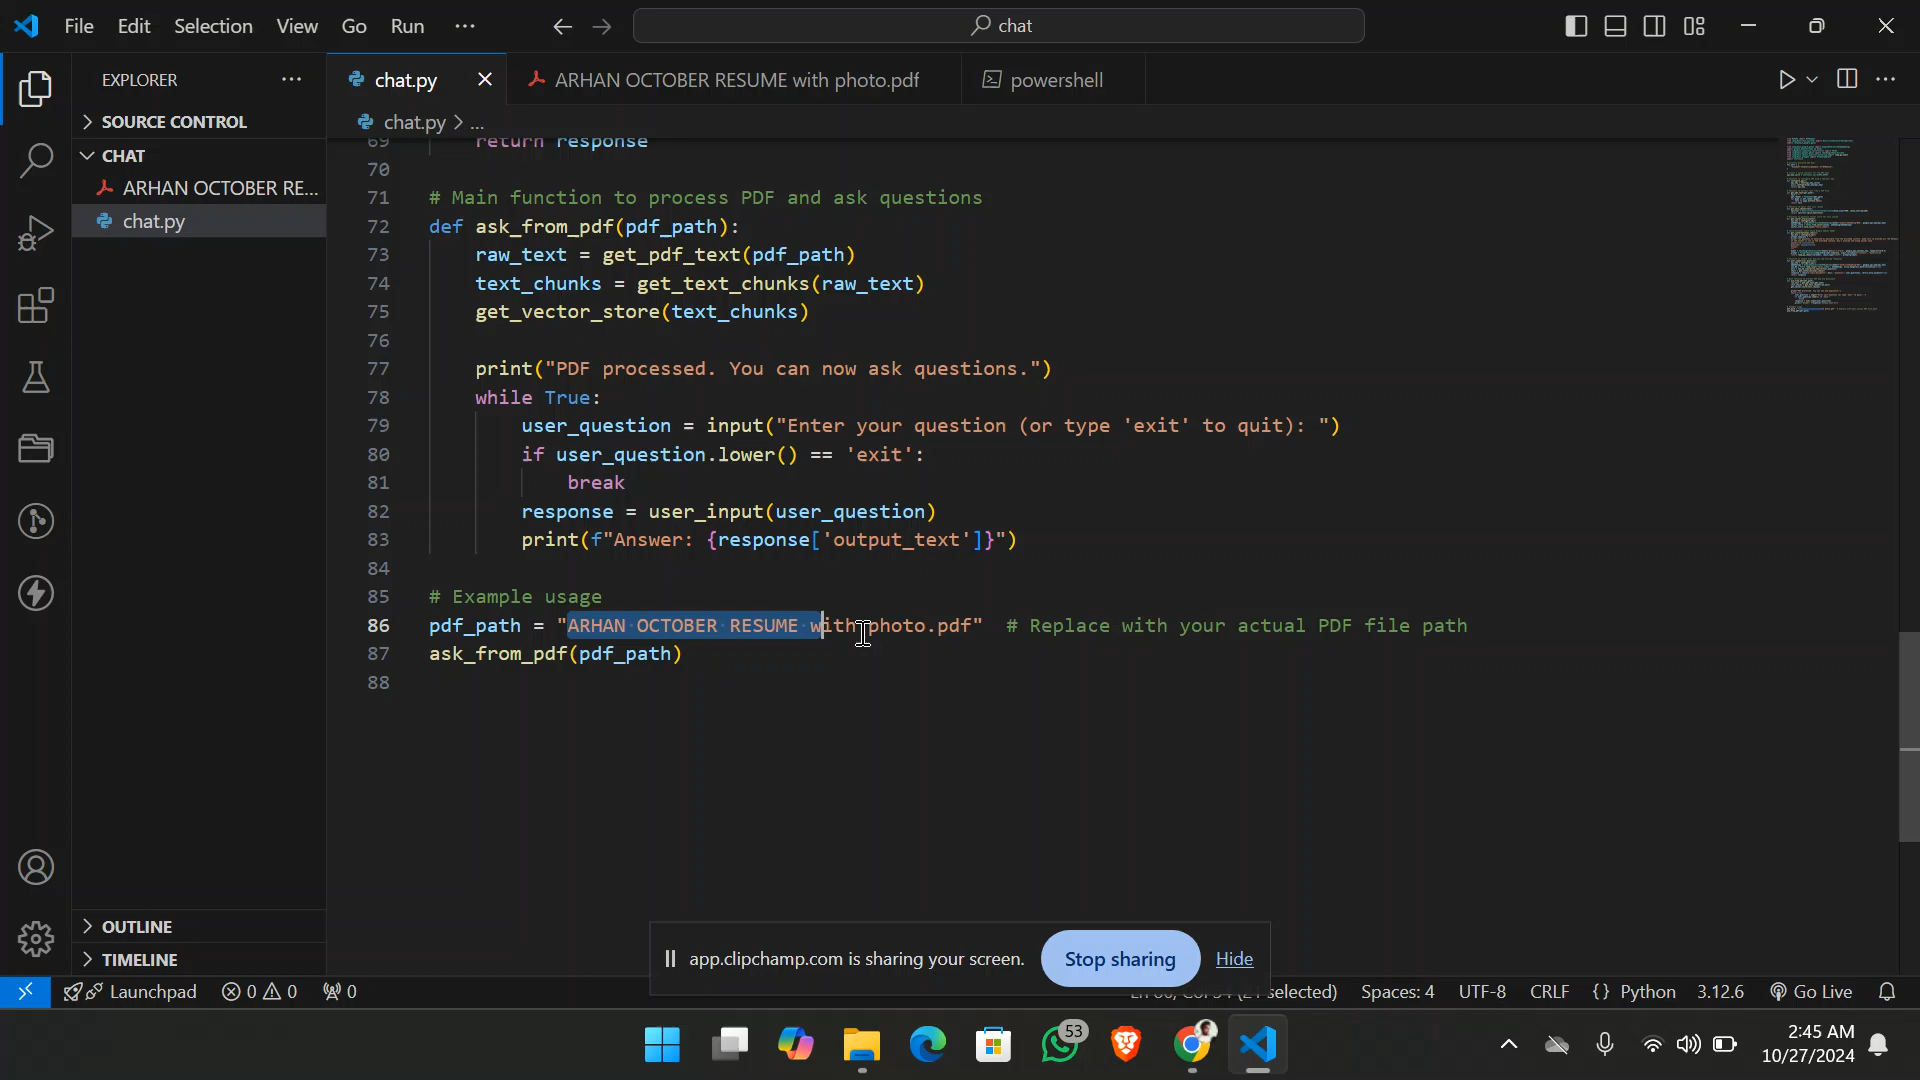 File Edit Selection View Go Run ···
chat
EXPLORER ···
chat.py
ARHAN OCTOBER RESUME with photo.pdf
powershell
SOURCE CONTROL
chat.py > ...
CHAT
ARHAN OCTOBER RE...
chat.py
69 return response
70
71 # Main function to process PDF and ask questions
72 def ask_from_pdf(pdf_path):
73 raw_text = get_pdf_text(pdf_path)
74 text_chunks = get_text_chunks(raw_text)
75 get_vector_store(text_chunks)
76
77 print("PDF processed. You can now ask questions.")
78 while True:
79 user_question = input("Enter your question (or type 'exit' to quit): ")
80 if user_question.lower() == 'exit':
81 break
82 response = user_input(user_question)
83 print(f"Answer: {response['output_text']}")
84
85 # Example usage
86 pdf_path = "ARHAN OCTOBER RESUME with photo.pdf" # Replace with your actual PDF file path
87 ask_from_pdf(pdf_path)
88
OUTLINE
TIMELINE
app.clipchamp.com is sharing your screen. Stop sharing Hide
Launchpad 0 0 0
selected) Spaces: 4 UTF-8 CRLF {} Python 3.12.6 Go Live
53
2:45 AM
10/27/2024